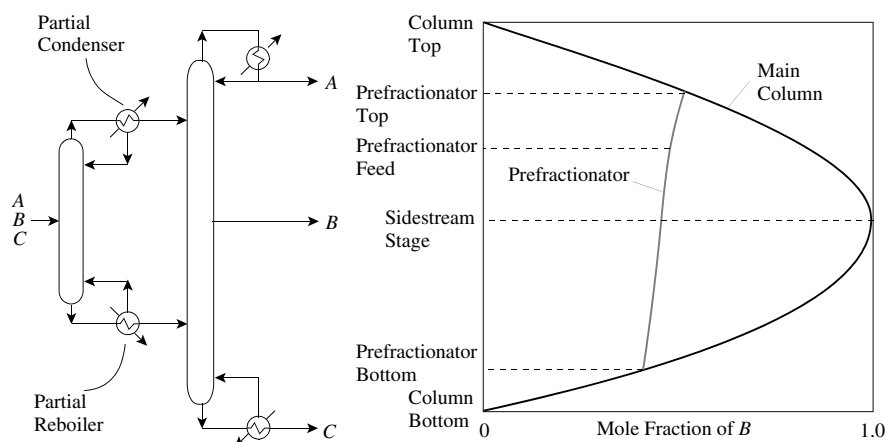 Partial
Condenser
A
B
C
Partial
Reboiler
A
B
C
Column
Top
Prefractionator
Top
Prefractionator
Feed
Sidestream
Stage
Prefractionator
Bottom
Column
Bottom
Main
Column
Prefractionator
0
Mole Fraction of B
1.0